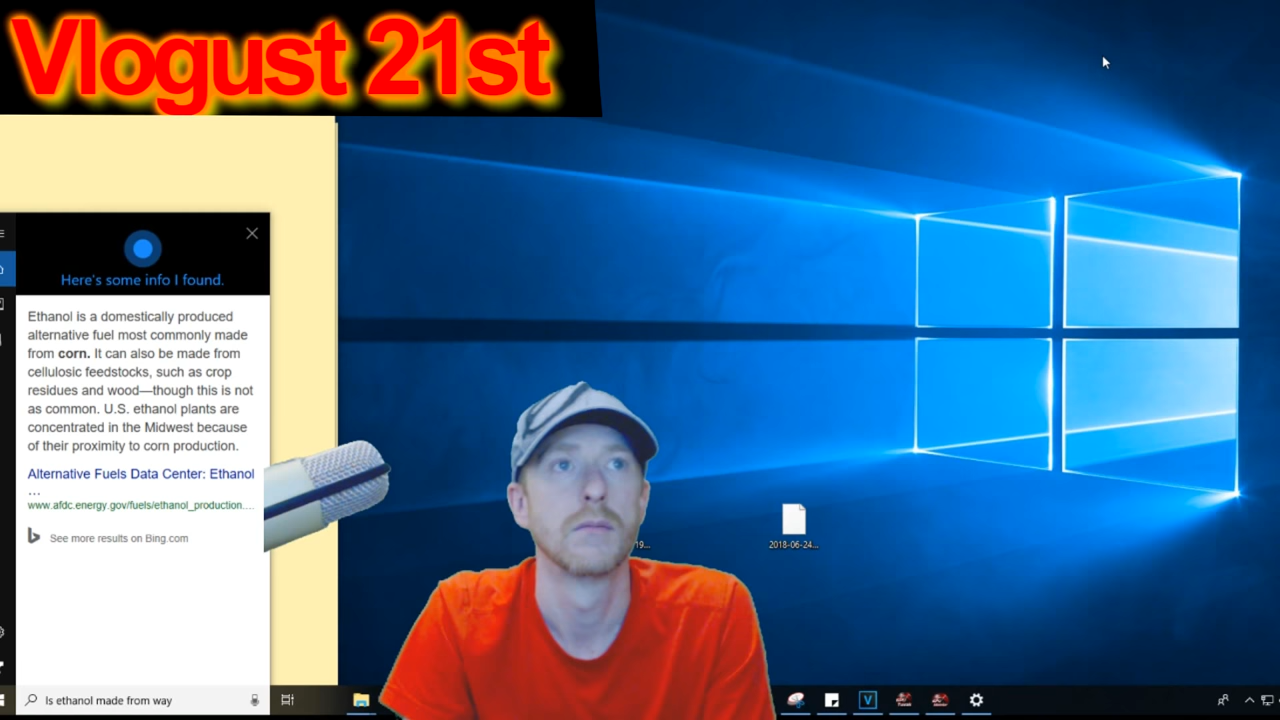 Vlogust 21st
Here's some info I found.
Ethanol is a domestically produced
alternative fuel most commonly made
from corn. It can also be made from
cellulosic feedstocks, such as crop
residues and wood—though this is not
as common. U.S. ethanol plants are
concentrated in the Midwest because
of their proximity to corn production.
Alternative Fuels Data Center: Ethanol
...
www.afdc.energy.gov/fuels/ethanol_production....
See more results on Bing.com
19...
2018-06-24...
Is ethanol made from way
V